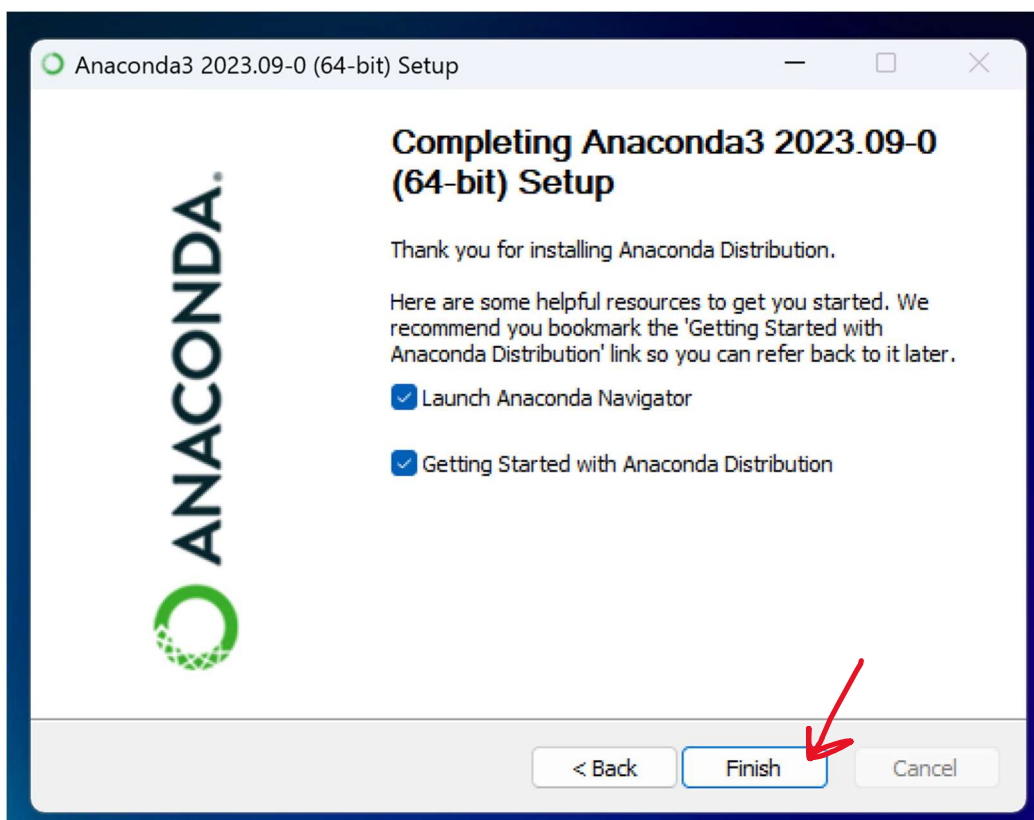 Anaconda3 2023.09-0 (64-bit) Setup
Completing Anaconda3 2023.09-0
(64-bit) Setup
ANACONDA.
Thank you for installing Anaconda Distribution.
Here are some helpful resources to get you started. We
recommend you bookmark the 'Getting Started with
Anaconda Distribution' link so you can refer back to it later.
Launch Anaconda Navigator
Getting Started with Anaconda Distribution
< Back Finish Cancel